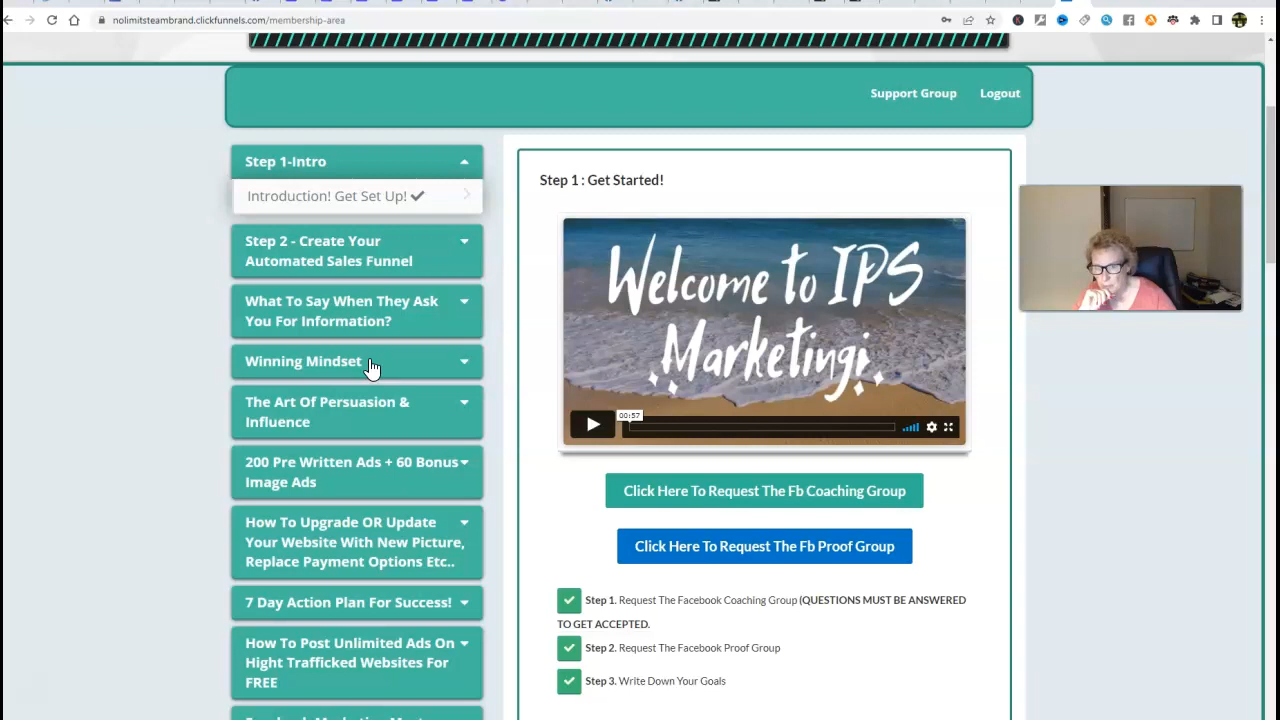 nolimitsteambrand.clickfunnels.com/membership-area
Support Group
Logout
Step 1-Intro
Introduction! Get Set Up!
Step 2 - Create Your
Automated Sales Funnel
What To Say When They Ask
You For Information?
Winning Mindset
The Art Of Persuasion &
Influence
200 Pre Written Ads + 60 Bonus
Image Ads
How To Upgrade OR Update
Your Website With New Picture,
Replace Payment Options Etc..
7 Day Action Plan For Success!
How To Post Unlimited Ads On
Hight Trafficked Websites For
FREE
Step 1 : Get Started!
Welcome to IPS
Marketing!
00:57
Click Here To Request The Fb Coaching Group
Click Here To Request The Fb Proof Group
Step 1. Request The Facebook Coaching Group (QUESTIONS MUST BE ANSWERED
TO GET ACCEPTED.
Step 2. Request The Facebook Proof Group
Step 3. Write Down Your Goals